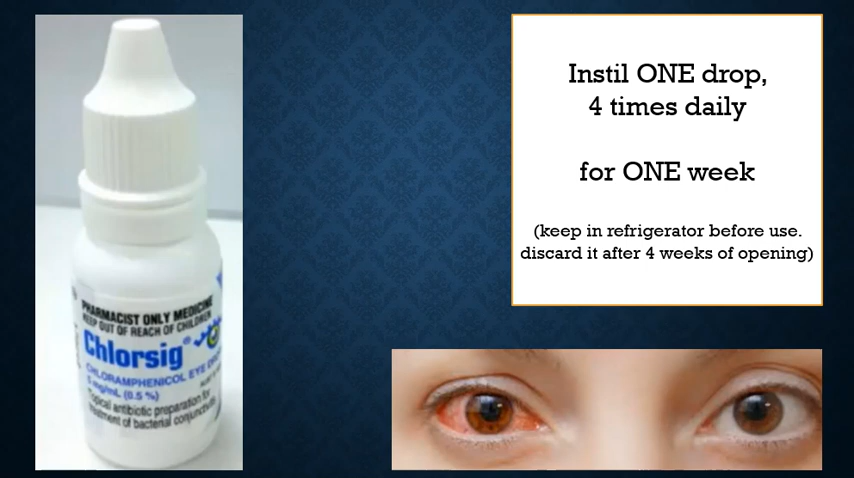 PHARMACIST ONLY MEDICINE
KEEP OUT OF REACH OF CHILDREN
Chlorsig®
CHLORAMPHENICOL EYE
5 mg/mL (0.5 %)
Topical antibiotic preparation for
treatment of bacterial conjunctivitis
Instil ONE drop,
4 times daily
for ONE week
(keep in refrigerator before use.
discard it after 4 weeks of opening)